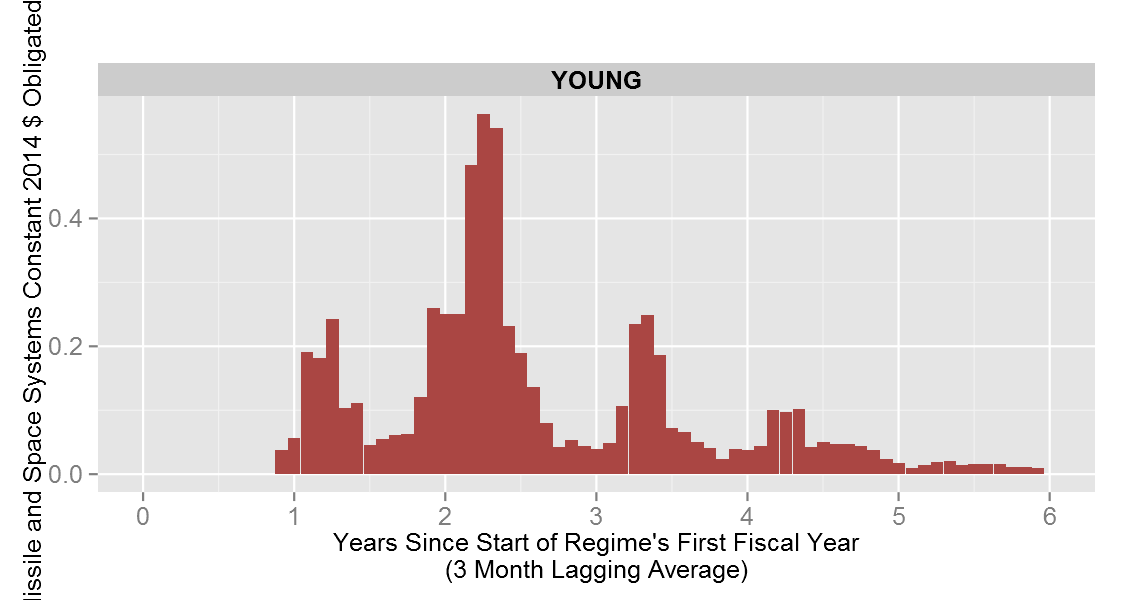 YOUNG
and Space Systems Constant 2014 $ Obligated
0.4
0.2
0.0
0 1 2 3 4 5 6
Years Since Start of Regime's First Fiscal Year
(3 Month Lagging Average)